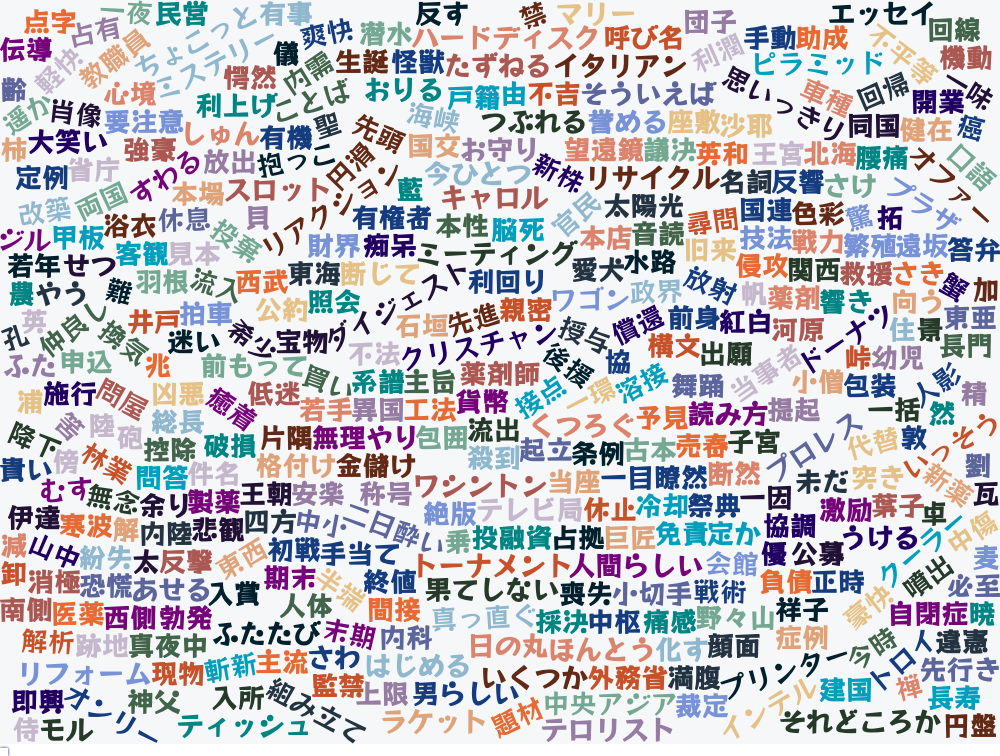 点字 占有 一夜 民営 ちょこっと 有事 反す 禁 マリー 団子 エッセイ 回線
伝導 軽快 教職員 ミステリー 儀 爽快 潜水 ハードディスク 呼び名 利潤 手動 助成 不平等 機動
齢 心境 愕然 内需 生誕 怪獣 たずねる イタリアン ピラミッド
遥か 肖像 要注意 利上げ ことば おりる 戸籍 由 不吉 そういえば 思いっきり 車種 回帰 開業 一味
柿 大笑い 強豪 しゅん 有機 聖 先頭 海峡 つぶれる 誉める 座敷 沙耶 同国 健在 癌
定例 省庁 すわる 放出 抱っこ 円滑 国交 お守り 望遠鏡 議決 英和 王宮 北海 腰痛 オファー 口語
改築 両国 本場 スロット リアクション 藍 今ひとつ 新株 リサイクル 名詞 反響 さけ プラザ
浴衣 休息 投棄 貝 有権者 キャロル 官民 太陽光 尋問 国連 色彩 驚 拓
ジル 甲板 客観 見本 財界 痴呆 本性 脳死 ミーティング 本店 音読 旧来 技法 戦力 繁殖 遠坂 答弁
若年 せつ 羽根 流入 西武 東海 断じて ダイジェスト 利回り 愛犬 水路 放射 侵攻 関西 救援 さき 蟹 加
農 やう 難 拍車 公約 照会 ワゴン 政界 帆 薬剤 響き 向う
孔 英 仲良し 換気 井戸 迷い 希少 宝物 石垣 先進 親密 授与 償還 前身 紅白 河原 ドーナツ 住 景 東亜
ふた 申込 兆 前もって 不法 クリスチャン 後援 協 構文 出願 峠 幼児 長門
浦 施行 問屋 凶悪 癒着 低迷 買い 系譜 主旨 薬剤師 接点 一環 溶接 舞踊 当事者 小僧 包装 人影 精
降下 陸 砲 総長 若手 異国 工法 貨幣 くつろぐ 予見 読み方 提起 一括 然
貴い 傍 林業 控除 破損 片隅 無理やり 包囲 流出 殺到 起立 条例 古本 売春 子宮 プロレス 代替 敦 いっそう
むす 問答 件名 格付け 金儲け ワシントン 当座 一目瞭然 断然 未だ 突き 新薬 劉
無念 余り 製薬 王朝 安楽 称号 絶版 テレビ局 休止 冷却 祭典 一因 激励 葉子 卓 瓦
伊達 寒波 解 内陸 悲観 四方 中小 二日酔い 乗 投融資 占拠 巨匠 免責 定か 協調 うける クーラー 中傷
減 山中 紛失 太 反撃 東西 初戦 手当て トーナメント 人間らしい 会館 優 公募 麦
卸 消極 恐慌 あせる 入賞 期末 半端 終値 果てしない 喪失 小切手 戦術 負債 正時 噴出 必至
南側 医薬 西側 勃発 人体 間接 真っ直ぐ 採決 中枢 痛感 野々山 祥子 豪快 自閉症 暁
解析 跡地 真夜中 ふたたび 末期 内科 日の丸 ほんとう 化す 顔面 症例 今時 トロイ 違憲
リフォーム 現物 斬新 主流 さわ はじめる いくつか 外務省 満腹 プリンター 先行き
即興 オンリー 神父 入所 組み立て 監禁 上限 男らしい 中央アジア 裁定 インテル 建国 禅 長寿
侍 モル ティッシュ ラケット 題材 テロリスト それどころか 円盤